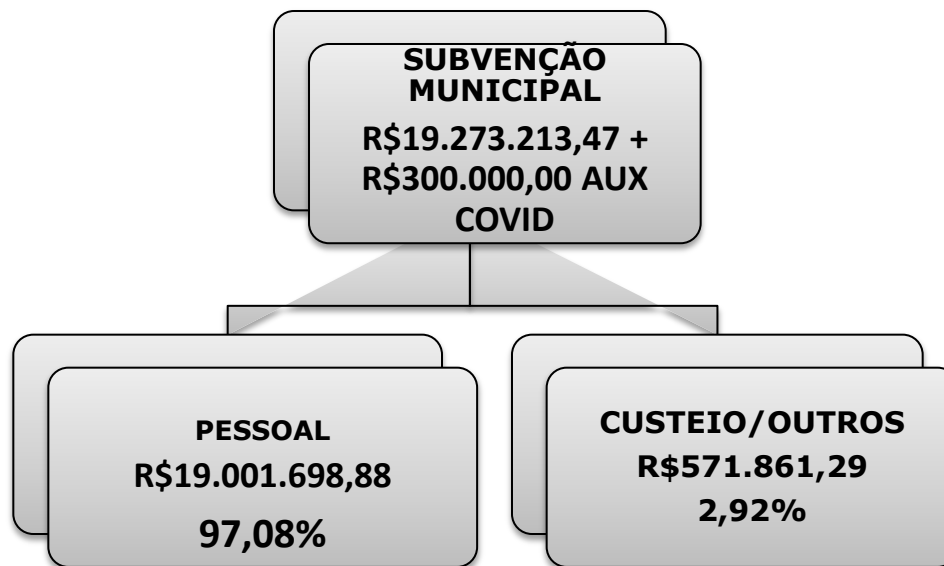 SUBVENÇÃO
MUNICIPAL
R$19.273.213,47 +
R$300.000,00 AUX
COVID
PESSOAL
R$19.001.698,88
97,08%
CUSTEIO/OUTROS
R$571.861,29
2,92%